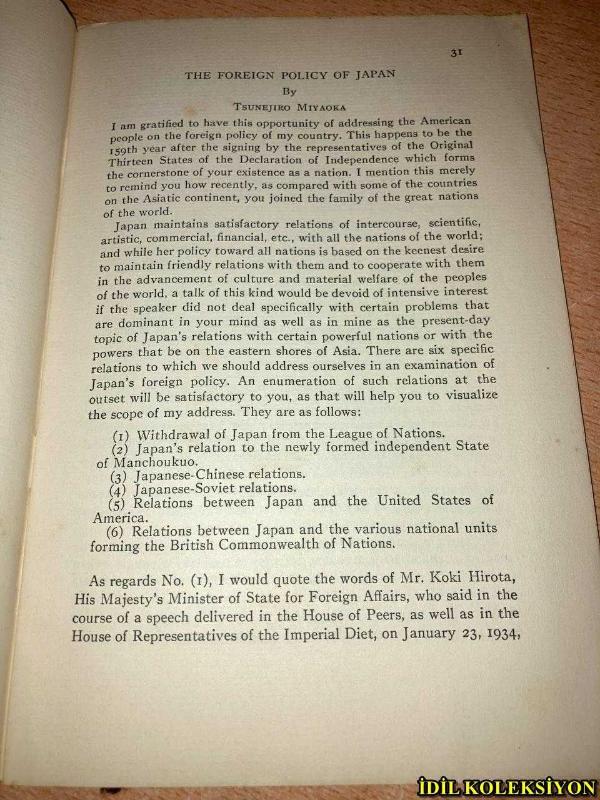 31
THE FOREIGN POLICY OF JAPAN
By
TSUNEJIRO MIYAOKA
I am gratified to have this opportunity of addressing the American
people on the foreign policy of my country. This happens to be the
159th year after the signing by the representatives of the Original
Thirteen States of the Declaration of Independence which forms
the cornerstone of your existence as a nation. I mention this merely
to remind you how recently, as compared with some of the countries
on the Asiatic continent, you joined the family of the great nations
of the world.
Japan maintains satisfactory relations of intercourse, scientific,
artistic, commercial, financial, etc., with all the nations of the world;
and while her policy toward all nations is based on the keenest desire
to maintain friendly relations with them and to cooperate with them
in the advancement of culture and material welfare of the peoples
of the world, a talk of this kind would be devoid of intensive interest
if the speaker did not deal specifically with certain problems that
are dominant in your mind as well as in mine as the present-day
topic of Japan's relations with certain powerful nations or with the
powers that be on the eastern shores of Asia. There are six specific
relations to which we should address ourselves in an examination of
Japan's foreign policy. An enumeration of such relations at the
outset will be satisfactory to you, as that will help you to visualize
the scope of my address. They are as follows:
(1) Withdrawal of Japan from the League of Nations.
(2) Japan's relation to the newly formed independent State
of Manchoukuo.
(3) Japanese-Chinese relations.
(4) Japanese-Soviet relations.
(5) Relations between Japan and the United States of
America.
(6) Relations between Japan and the various national units
forming the British Commonwealth of Nations.
As regards No. (1), I would quote the words of Mr. Koki Hirota,
His Majesty's Minister of State for Foreign Affairs, who said in the
course of a speech delivered in the House of Peers, as well as in the
House of Representatives of the Imperial Diet, on January 23, 1934,
İDİL KOLEKSİYON